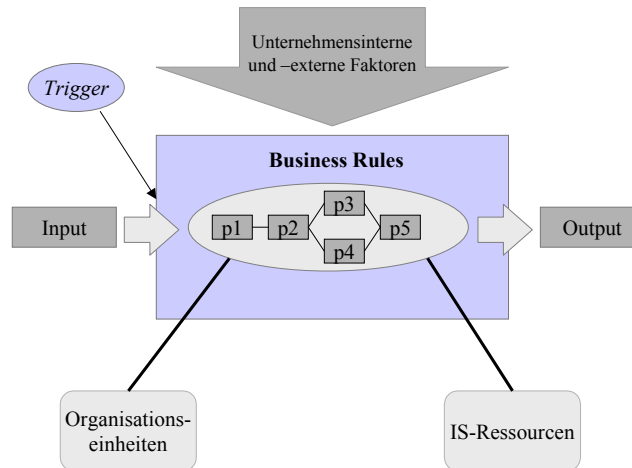 Unternehmensinterne
und –externe Faktoren
Trigger
Business Rules
Input
p1
p2
p3
p4
p5
Output
Organisations-
einheiten
IS-Ressourcen